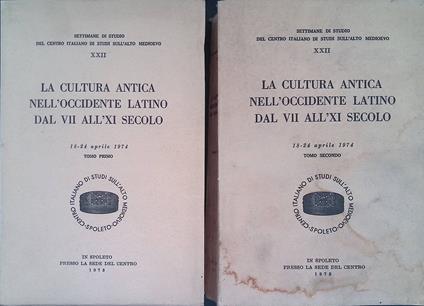 SETTIMANE DI STUDIO
DEL CENTRO ITALIANO DI STUDI SULL'ALTO MEDIOEVO
XXII
LA CULTURA ANTICA
NELL'OCCIDENTE LATINO
DAL VII ALL'XI SECOLO
18-24 aprile 1974
TOMO PRIMO
CENTRO ITALIANO DI STUDI SULL'ALTO MEDIOEVO
SPOLETO
IN SPOLETO
PRESSO LA SEDE DEL CENTRO
1975
SETTIMANE DI STUDIO
DEL CENTRO ITALIANO DI STUDI SULL'ALTO MEDIOEVO
XXII
LA CULTURA ANTICA
NELL'OCCIDENTE LATINO
DAL VII ALL'XI SECOLO
18-24 aprile 1974
TOMO SECONDO
CENTRO ITALIANO DI STUDI SULL'ALTO MEDIOEVO
SPOLETO
IN SPOLETO
PRESSO LA SEDE DEL CENTRO
1975